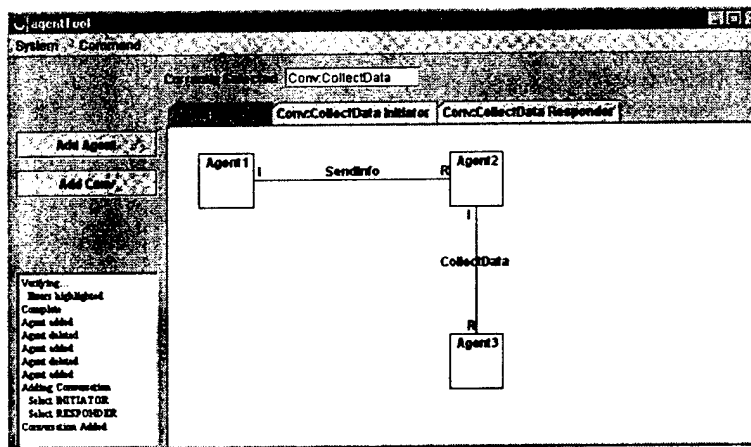 agentTool
System Command
Currently Selected: Conv:CollectData
Conv:CollectData Initiator Conv:CollectData Responder
Add Agent
Add Conv
Agent1 I SendInfo R Agent2
I
CollectData
R
Agent3
Verifying...
Errors highlighted
Complete
Agent added
Agent deleted
Agent added
Agent deleted
Agent added
Adding Conversation
Select INITIATOR
Select RESPONDER
Conversation Added